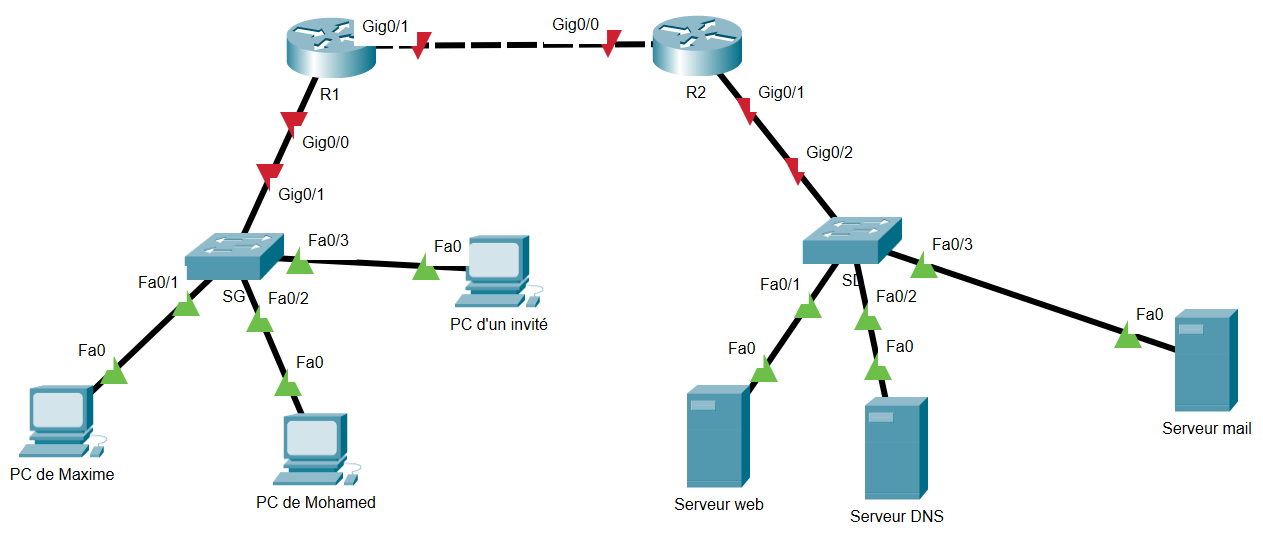 Gig0/1
Gig0/0
R1
R2
Gig0/1
Gig0/0
Gig0/2
Gig0/1
Fa0/3
Fa0
Fa0/3
Fa0/1
SG
Fa0/2
PC d'un invité
Fa0/1
SD
Fa0/2
Fa0
Fa0
Fa0
Fa0
Fa0
Serveur mail
PC de Maxime
PC de Mohamed
Serveur web
Serveur DNS